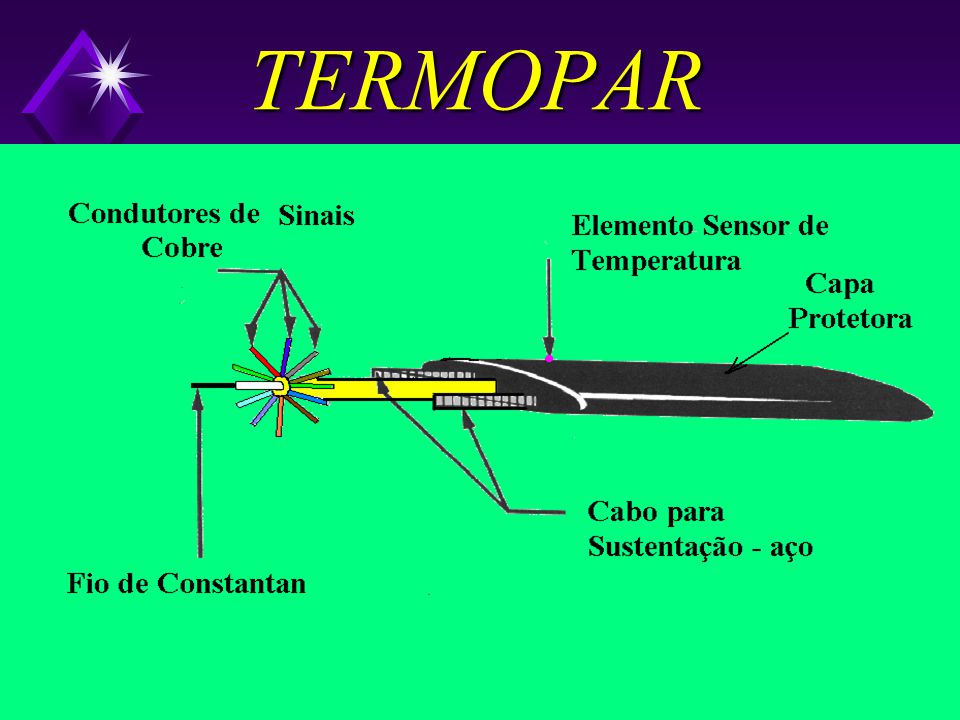 TERMOPAR
Condutores de
Cobre
Sinais
Elemento Sensor de
Temperatura
Capa
Protetora
Cabo para
Sustentação - aço
Fio de Constantan